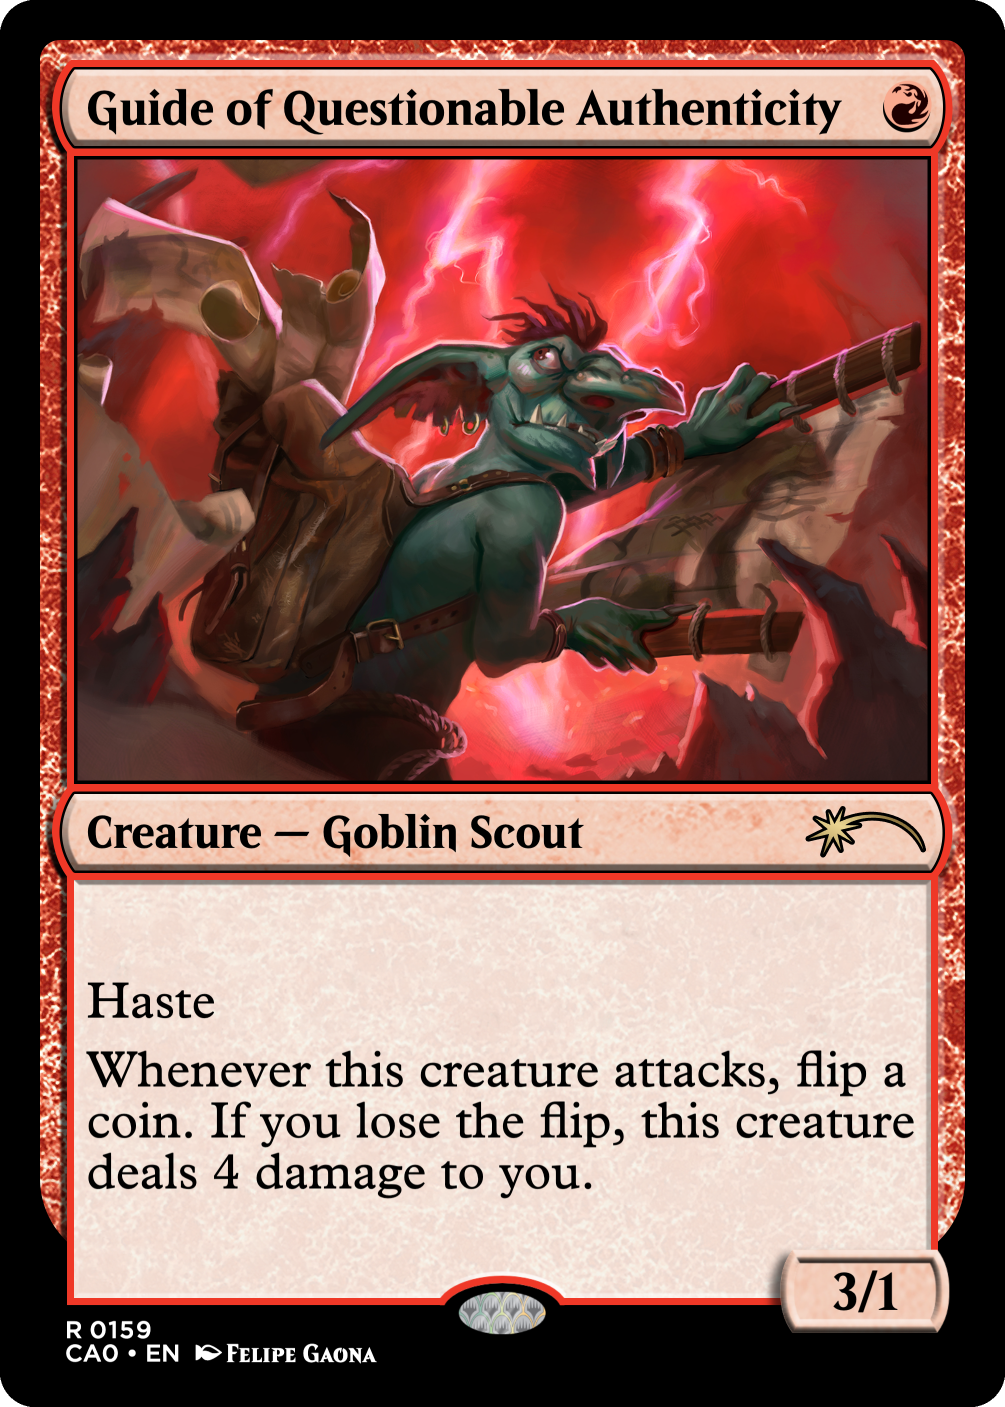 Guide of Questionable Authenticity
Creature — Goblin Scout
Haste
Whenever this creature attacks, flip a
coin. If you lose the flip, this creature
deals 4 damage to you.
3/1
R 0159
CAO • EN FELIPE GAONA